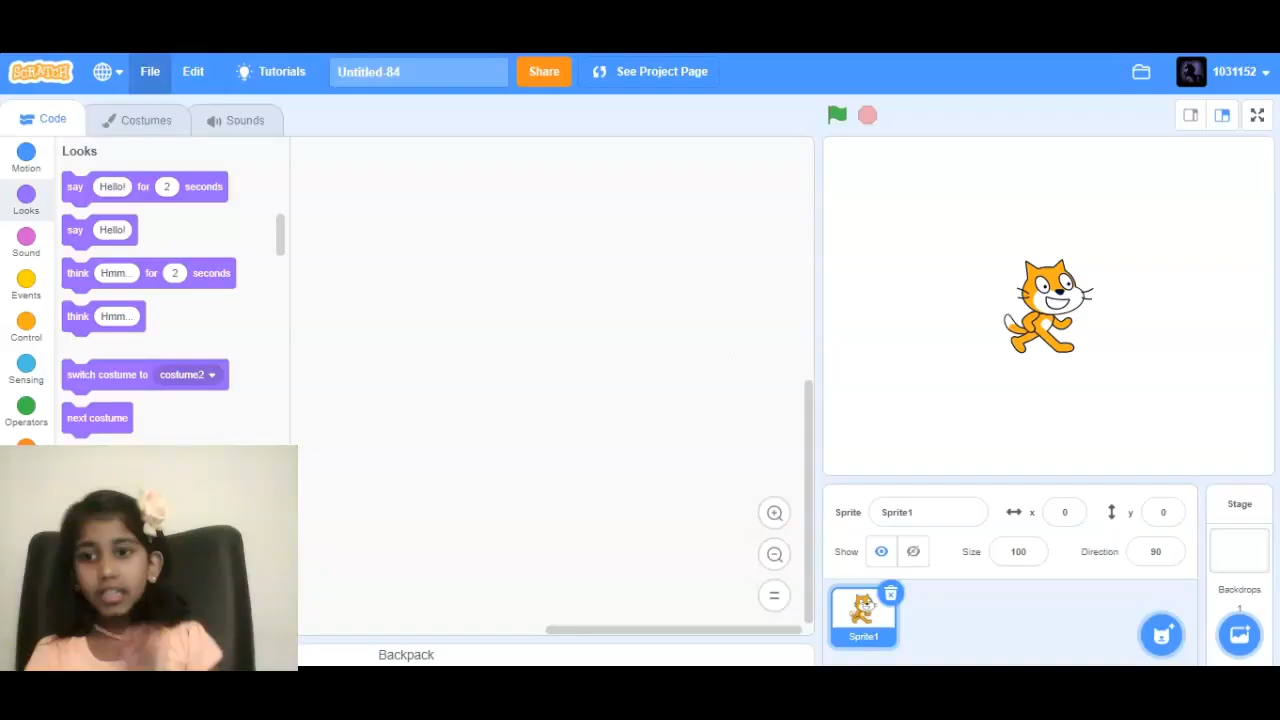 SCRATCH File Edit Tutorials Untitled-84 Share See Project Page 1031152
Code Costumes Sounds
Motion
Looks
Sound
Events
Control
Sensing
Operators
Looks
say Hello! for 2 seconds
say Hello!
think Hmm... for 2 seconds
think Hmm...
switch costume to costume2
next costume
Backpack
Sprite Sprite1 x 0 y 0
Show Size 100 Direction 90
Sprite1
Stage
Backdrops
1